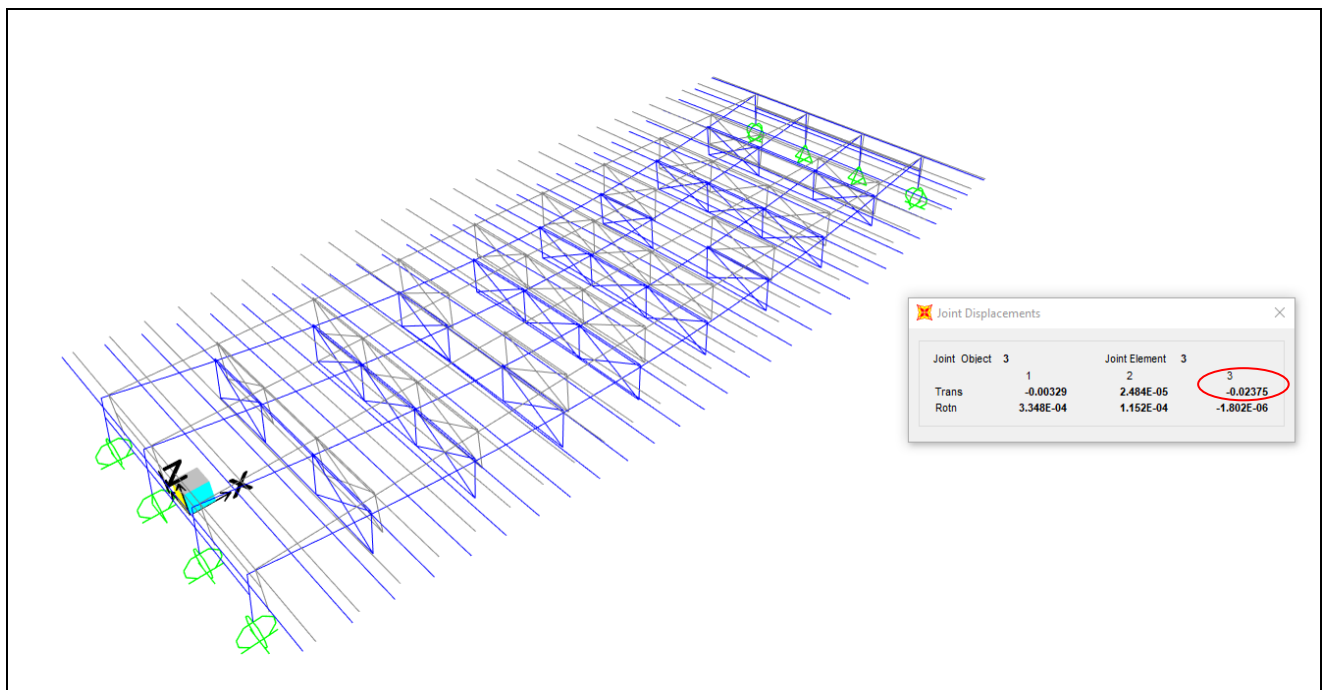 Z
X
Joint Displacements
Joint Object 3 Joint Element 3
1 2 3
Trans -0.00329 2.484E-05 -0.02375
Rotn 3.348E-04 1.152E-04 -1.802E-06